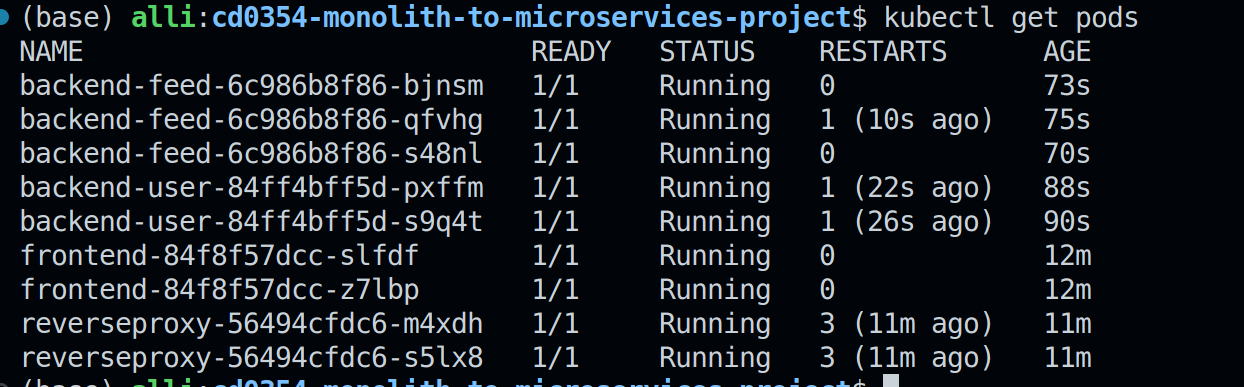 (base) alli:cd0354-monolith-to-microservices-project$ kubectl get pods
NAME READY STATUS RESTARTS AGE
backend-feed-6c986b8f86-bjnsm 1/1 Running 0 73s
backend-feed-6c986b8f86-qfvhg 1/1 Running 1 (10s ago) 75s
backend-feed-6c986b8f86-s48nl 1/1 Running 0 70s
backend-user-84ff4bff5d-pxffm 1/1 Running 1 (22s ago) 88s
backend-user-84ff4bff5d-s9q4t 1/1 Running 1 (26s ago) 90s
frontend-84f8f57dcc-slfdf 1/1 Running 0 12m
frontend-84f8f57dcc-z7lbp 1/1 Running 0 12m
reverseproxy-56494cfdc6-m4xdh 1/1 Running 3 (11m ago) 11m
reverseproxy-56494cfdc6-s5lx8 1/1 Running 3 (11m ago) 11m
(base) alli:cd0354-monolith-to-microservices-project$